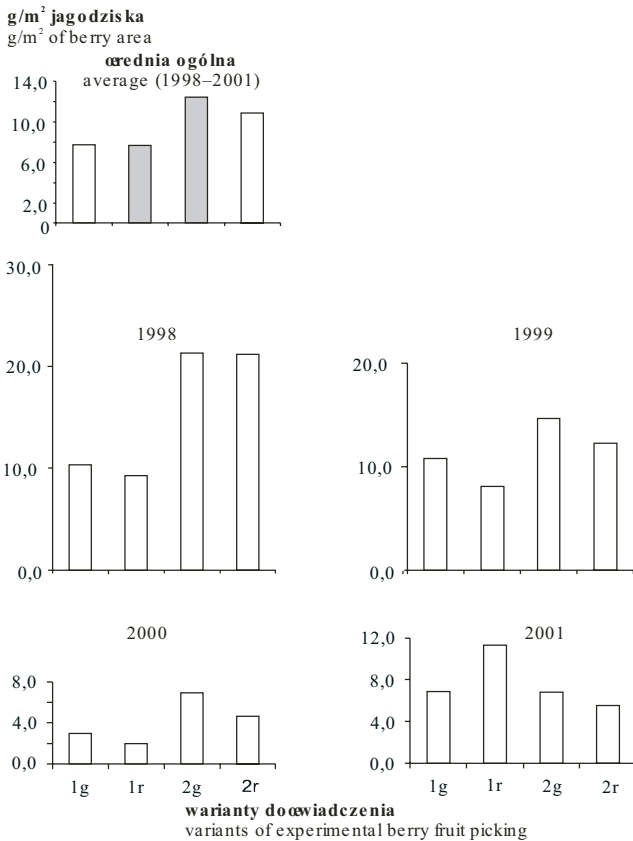 g/m² jagodziska
g/m² of berry area
œrednia ogólna
average (1998–2001)
14,0
10,0
6,0
2,0
0
30,0
1998
20,0
10,0
0,0
1999
20,0
10,0
0,0
2000
8,0
4,0
0,0
1g 1r 2g 2r
2001
12,0
8,0
4,0
0,0
1g 1r 2g 2r
warianty doœwiadczenia
variants of experimental berry fruit picking